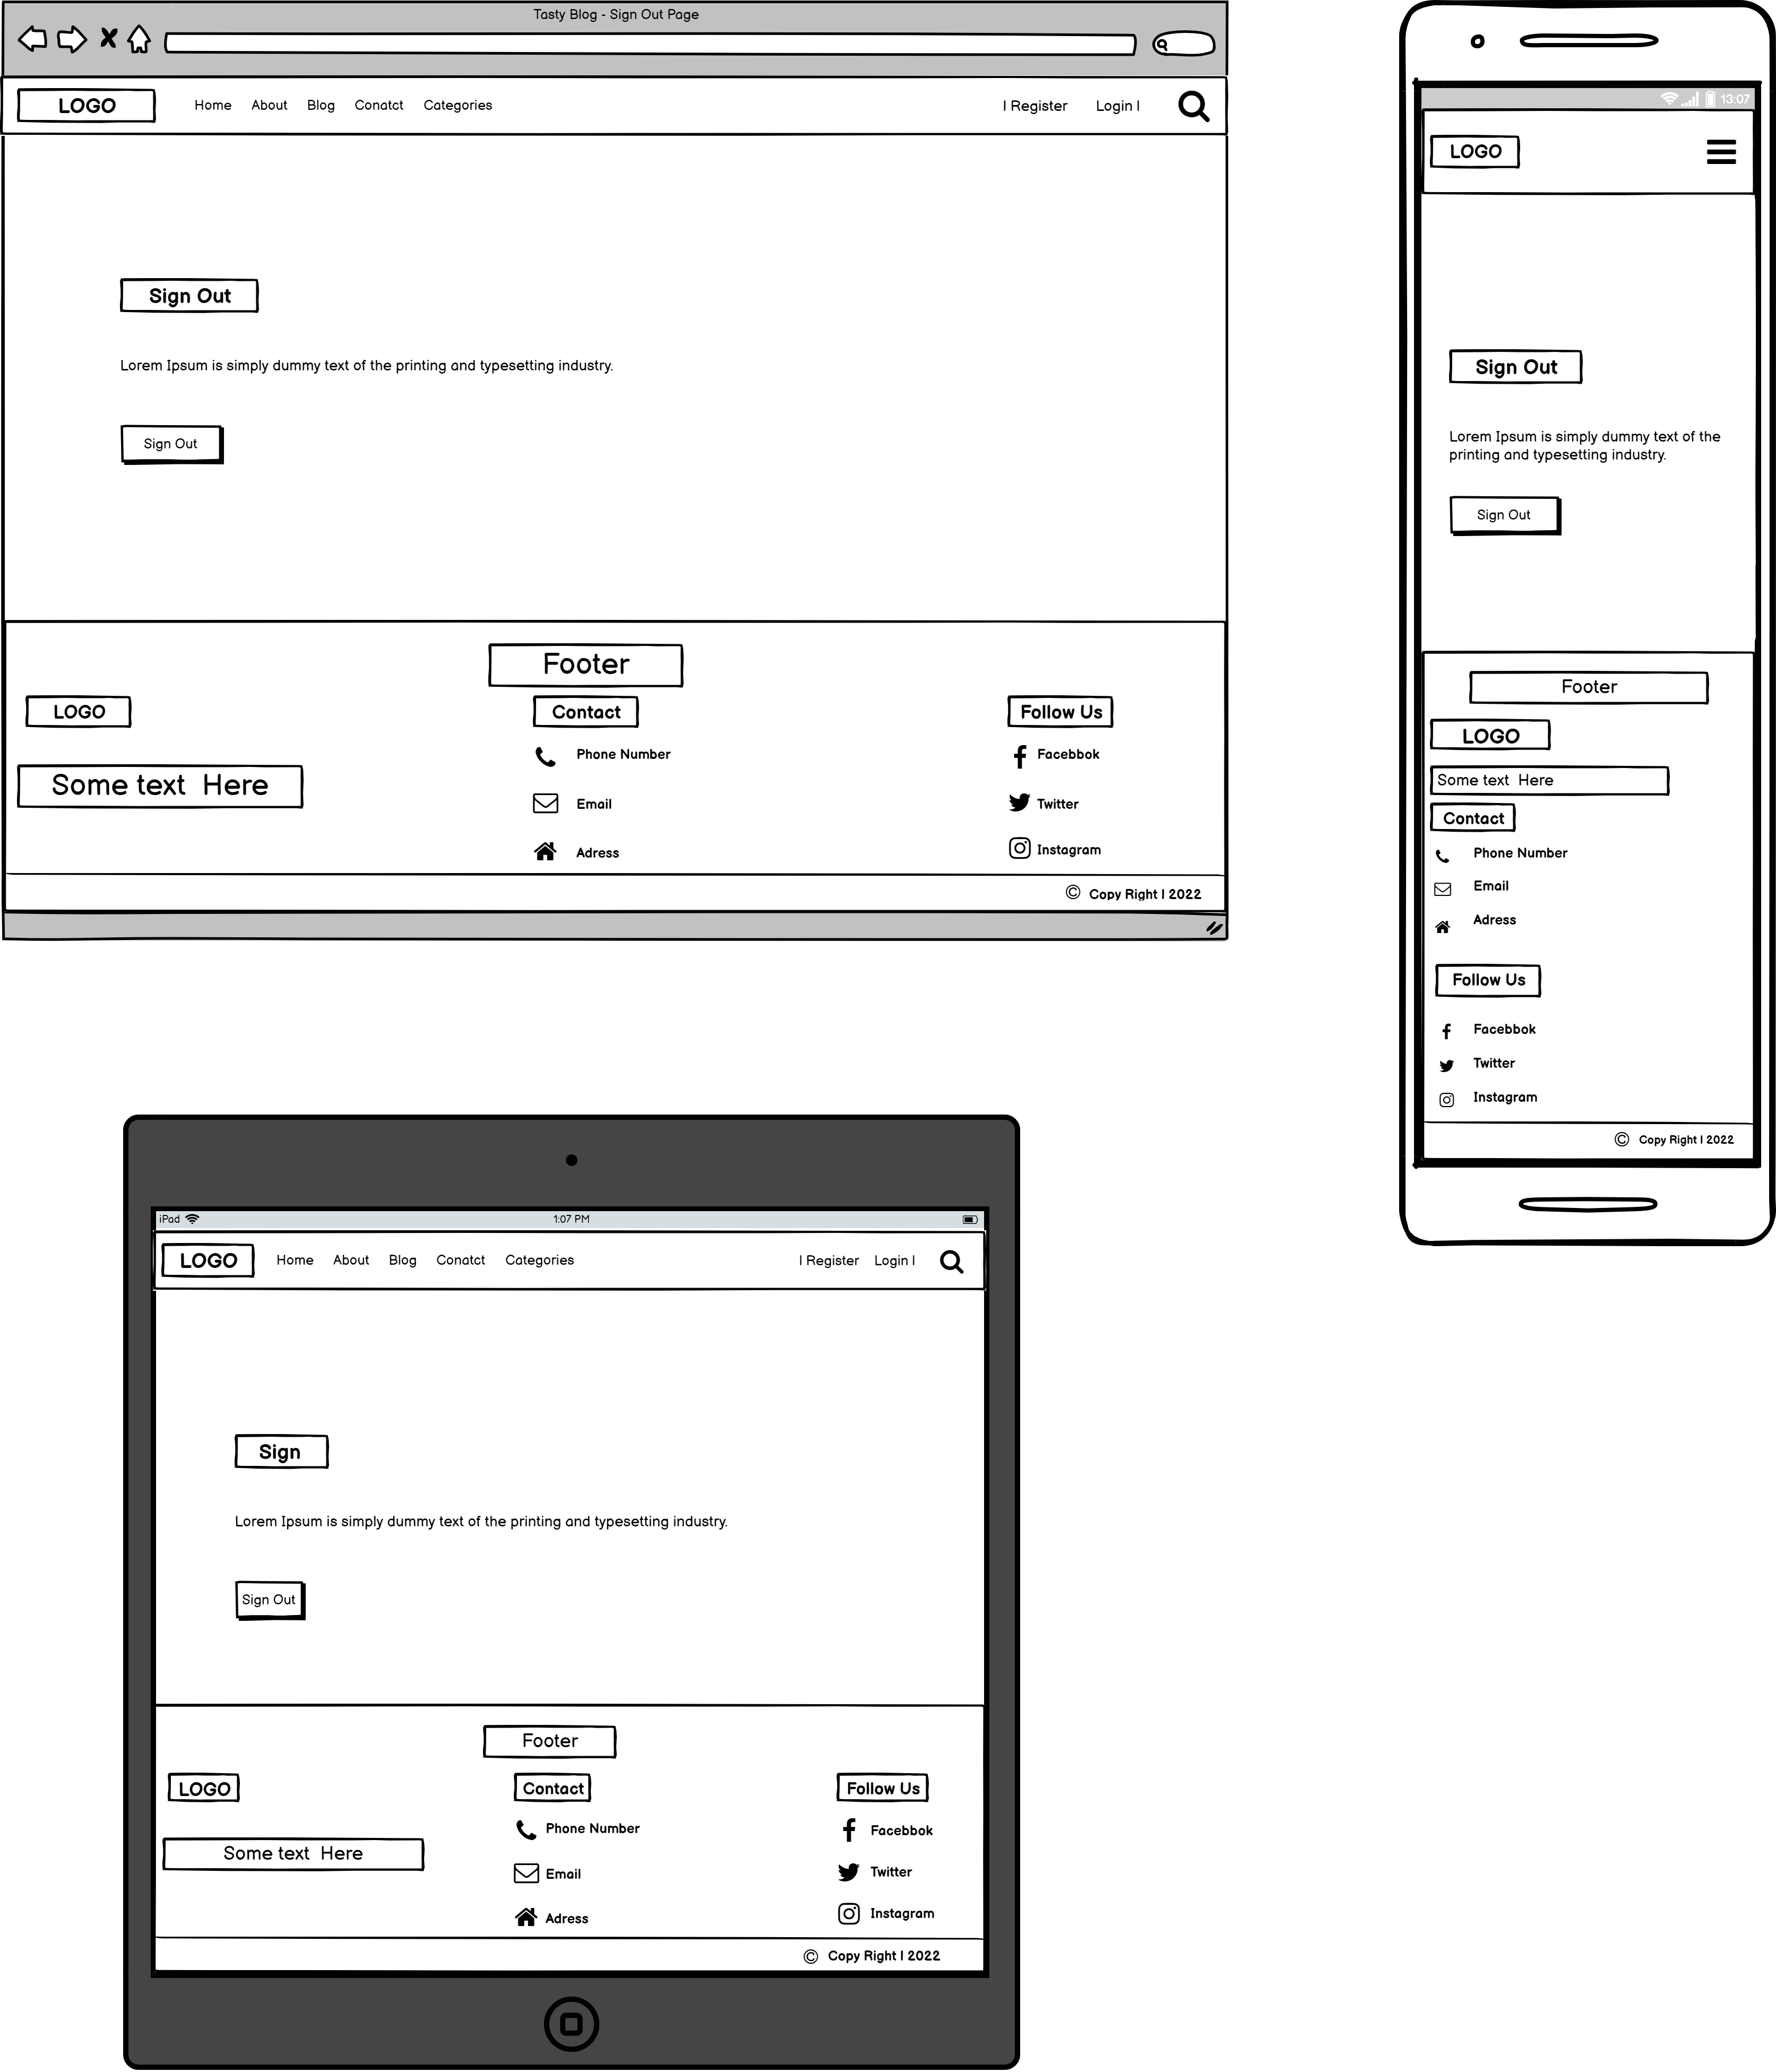 Tasty Blog - Sign Out Page
LOGO Home About Blog Conatct Categories | Register Login |
Sign Out
Lorem Ipsum is simply dummy text of the printing and typesetting industry.
Sign Out
Footer
LOGO Contact Follow Us
Phone Number Facebbok
Some text Here
Email Twitter
Adress Instagram
© Copy Right | 2022
13:07
LOGO
Sign Out
Lorem Ipsum is simply dummy text of the
printing and typesetting industry.
Sign Out
Footer
LOGO
Some text Here
Contact
Phone Number
Email
Adress
Follow Us
Facebbok
Twitter
Instagram
© Copy Right | 2022
iPad 1:07 PM
LOGO Home About Blog Conatct Categories | Register Login |
Sign
Lorem Ipsum is simply dummy text of the printing and typesetting industry.
Sign Out
Footer
LOGO Contact Follow Us
Phone Number Facebbok
Some text Here
Email Twitter
Adress Instagram
© Copy Right | 2022